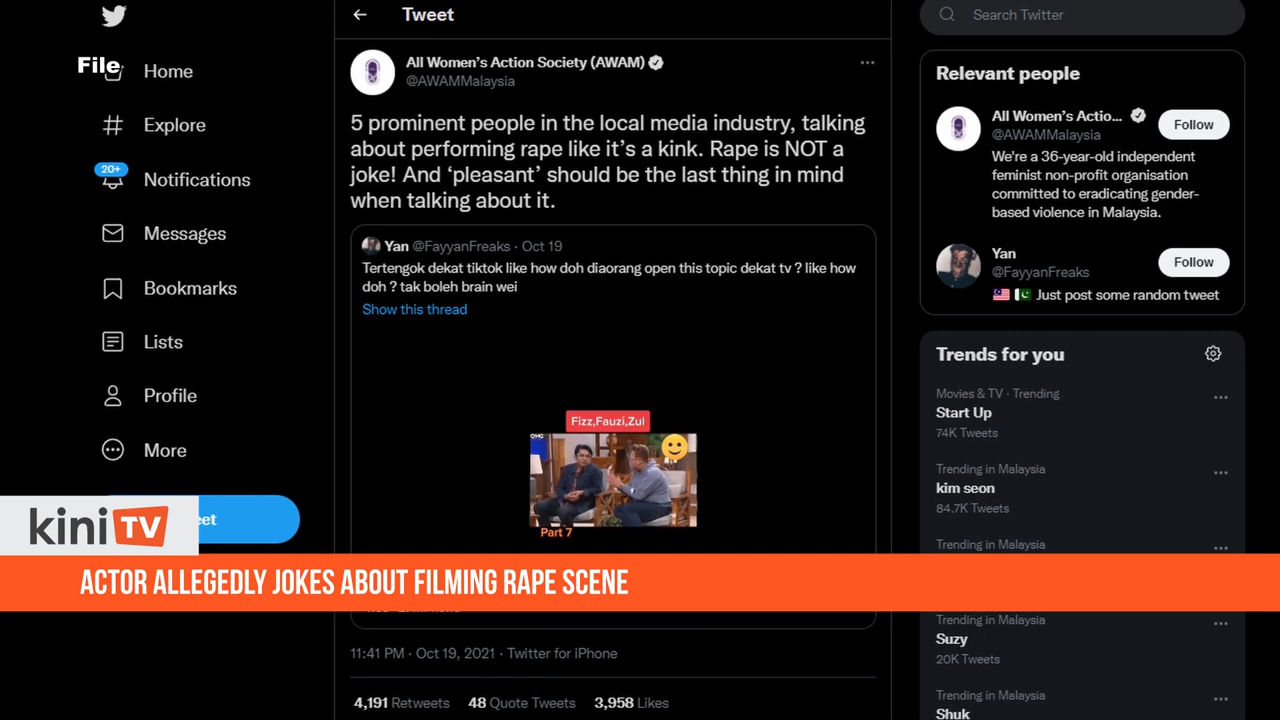 File
Home
Explore
20+
Notifications
Messages
Bookmarks
Lists
Profile
More
eet
Tweet
All Women's Action Society (AWAM)
@AWAMMalaysia
5 prominent people in the local media industry, talking
about performing rape like it's a kink. Rape is NOT a
joke! And ‘pleasant’ should be the last thing in mind
when talking about it.
Yan @FayyanFreaks · Oct 19
Tertengok dekat tiktok like how doh diaorang open this topic dekat tv ? like how
doh ? tak boleh brain wei
Show this thread
Fizz,Fauzi,Zul
Part 7
11:41 PM · Oct 19, 2021 · Twitter for iPhone
4,191 Retweets 48 Quote Tweets 3,958 Likes
Search Twitter
Relevant people
All Women's Actio...
@AWAMMalaysia
Follow
We're a 36-year-old independent
feminist non-profit organisation
committed to eradicating gender-
based violence in Malaysia.
Yan
@FayyanFreaks
Follow
Just post some random tweet
Trends for you
Movies & TV · Trending
Start Up
74K Tweets
Trending in Malaysia
kim seon
84.7K Tweets
Trending in Malaysia
Trending in Malaysia
Suzy
20K Tweets
Trending in Malaysia
Shuk
kini TV
ACTOR ALLEGEDLY JOKES ABOUT FILMING RAPE SCENE